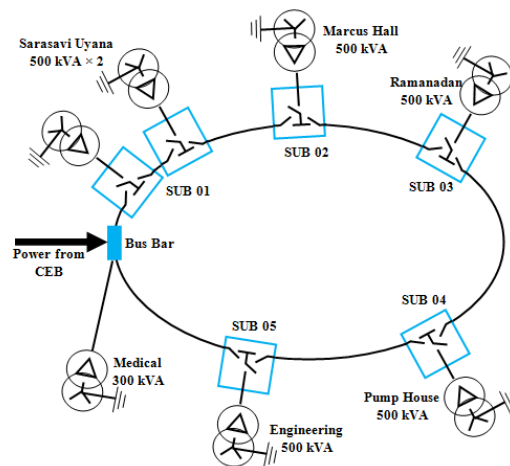 Sarasavi Uyana
500 kVA × 2
Marcus Hall
500 kVA
Ramanadan
500 kVA
SUB 01
SUB 02
SUB 03
Bus Bar
Power from
CEB
SUB 04
SUB 05
Medical
300 kVA
Engineering
500 kVA
Pump House
500 kVA